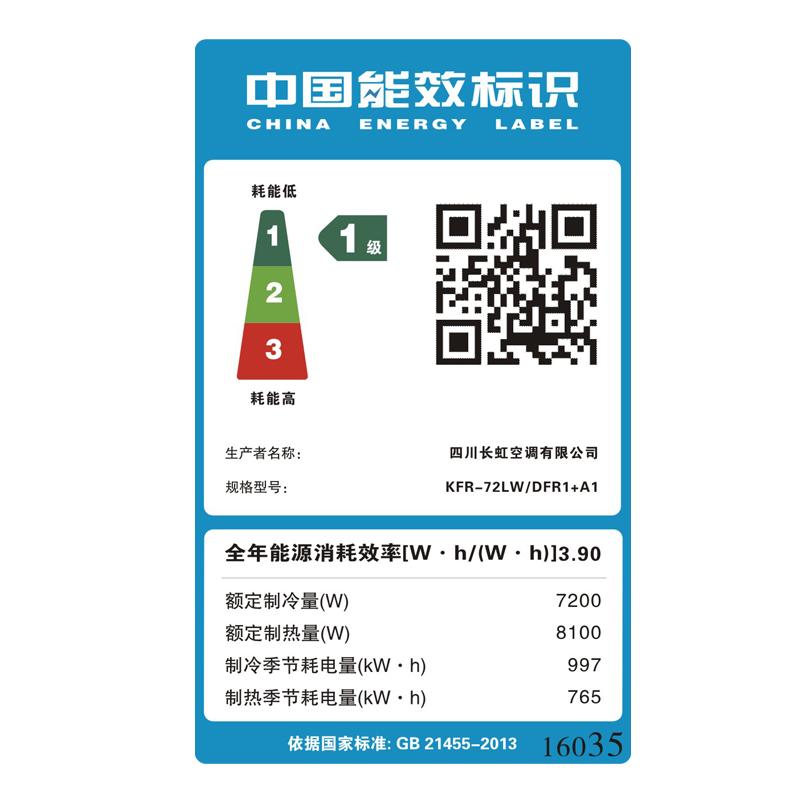 中国能效标识
CHINA ENERGY LABEL
耗能低
1
1级
2
3
耗能高
生产者名称: 四川长虹空调有限公司
规格型号: KFR-72LW/DFR1+A1
全年能源消耗效率[W·h/(W·h)]3.90
额定制冷量(W) 7200
额定制热量(W) 8100
制冷季节耗电量(kW·h) 997
制热季节耗电量(kW·h) 765
依据国家标准: GB 21455-2013 16035